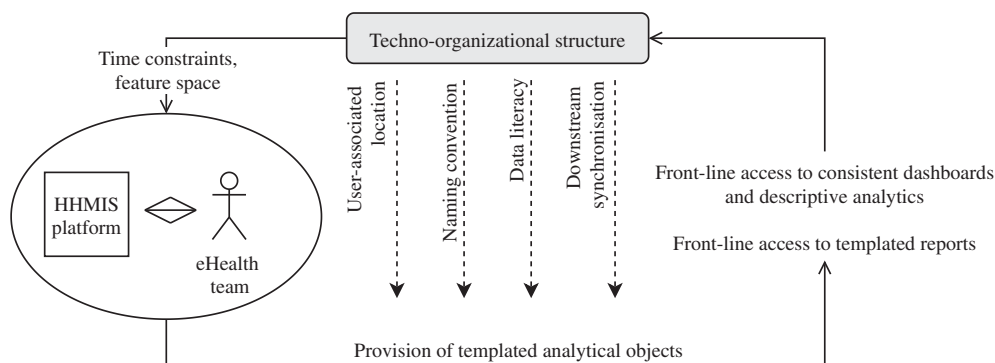 Techno-organizational structure
Time constraints,
feature space
HHMIS
platform
eHealth
team
User-associated
location
Naming convention
Data literacy
Downstream
synchronisation
Front-line access to consistent dashboards
and descriptive analytics
Front-line access to templated reports
Provision of templated analytical objects